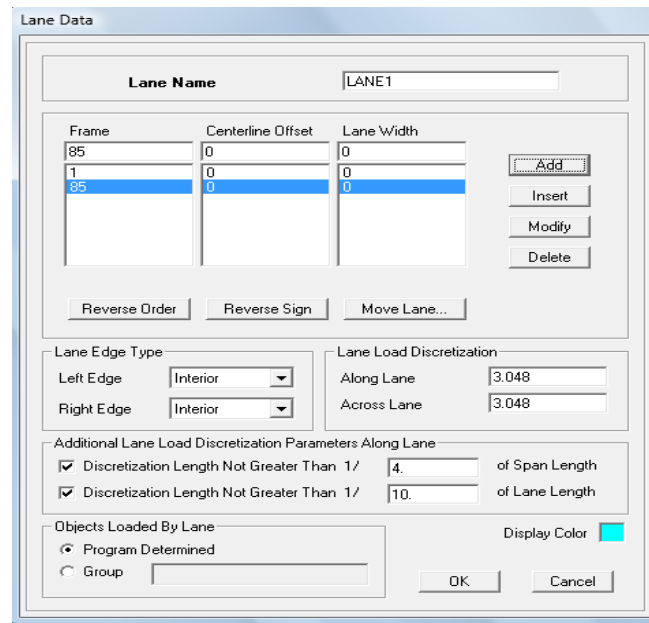 Lane Data
Lane Name LANE1
Frame Centerline Offset Lane Width
85 0 0
1 0 0
85 0 0
Add
Insert
Modify
Delete
Reverse Order Reverse Sign Move Lane...
Lane Edge Type
Left Edge Interior
Right Edge Interior
Lane Load Discretization
Along Lane 3.048
Across Lane 3.048
Additional Lane Load Discretization Parameters Along Lane
Discretization Length Not Greater Than 1/ 4. of Span Length
Discretization Length Not Greater Than 1/ 10. of Lane Length
Objects Loaded By Lane
Program Determined
Group
Display Color
OK Cancel